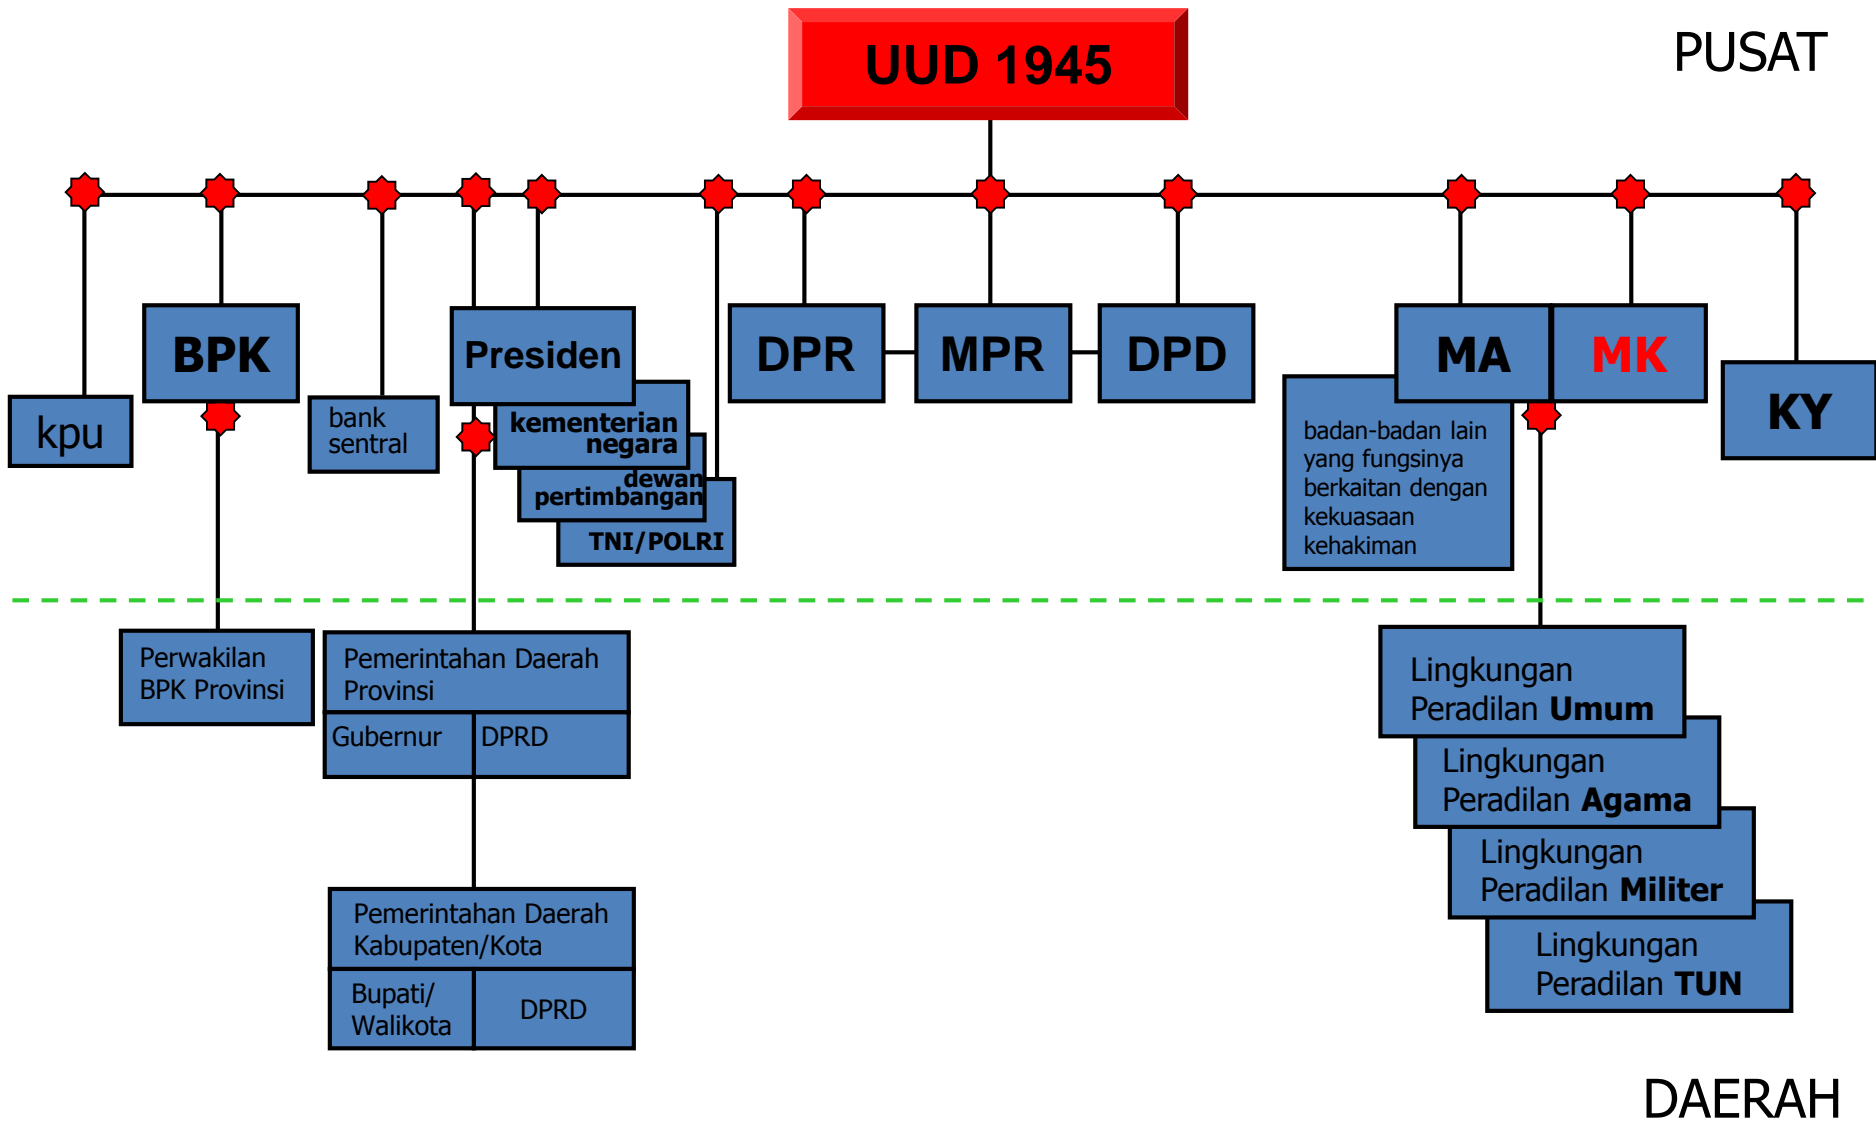 UUD 1945
PUSAT
kpu
BPK
bank
sentral
Presiden
kementerian
negara
dewan
pertimbangan
TNI/POLRI
DPR
MPR
DPD
MA
MK
KY
badan-badan lain
yang fungsinya
berkaitan dengan
kekuasaan
kehakiman
Perwakilan
BPK Provinsi
Pemerintahan Daerah
Provinsi
Gubernur
DPRD
Pemerintahan Daerah
Kabupaten/Kota
Bupati/
Walikota
DPRD
Lingkungan
Peradilan Umum
Lingkungan
Peradilan Agama
Lingkungan
Peradilan Militer
Lingkungan
Peradilan TUN
DAERAH